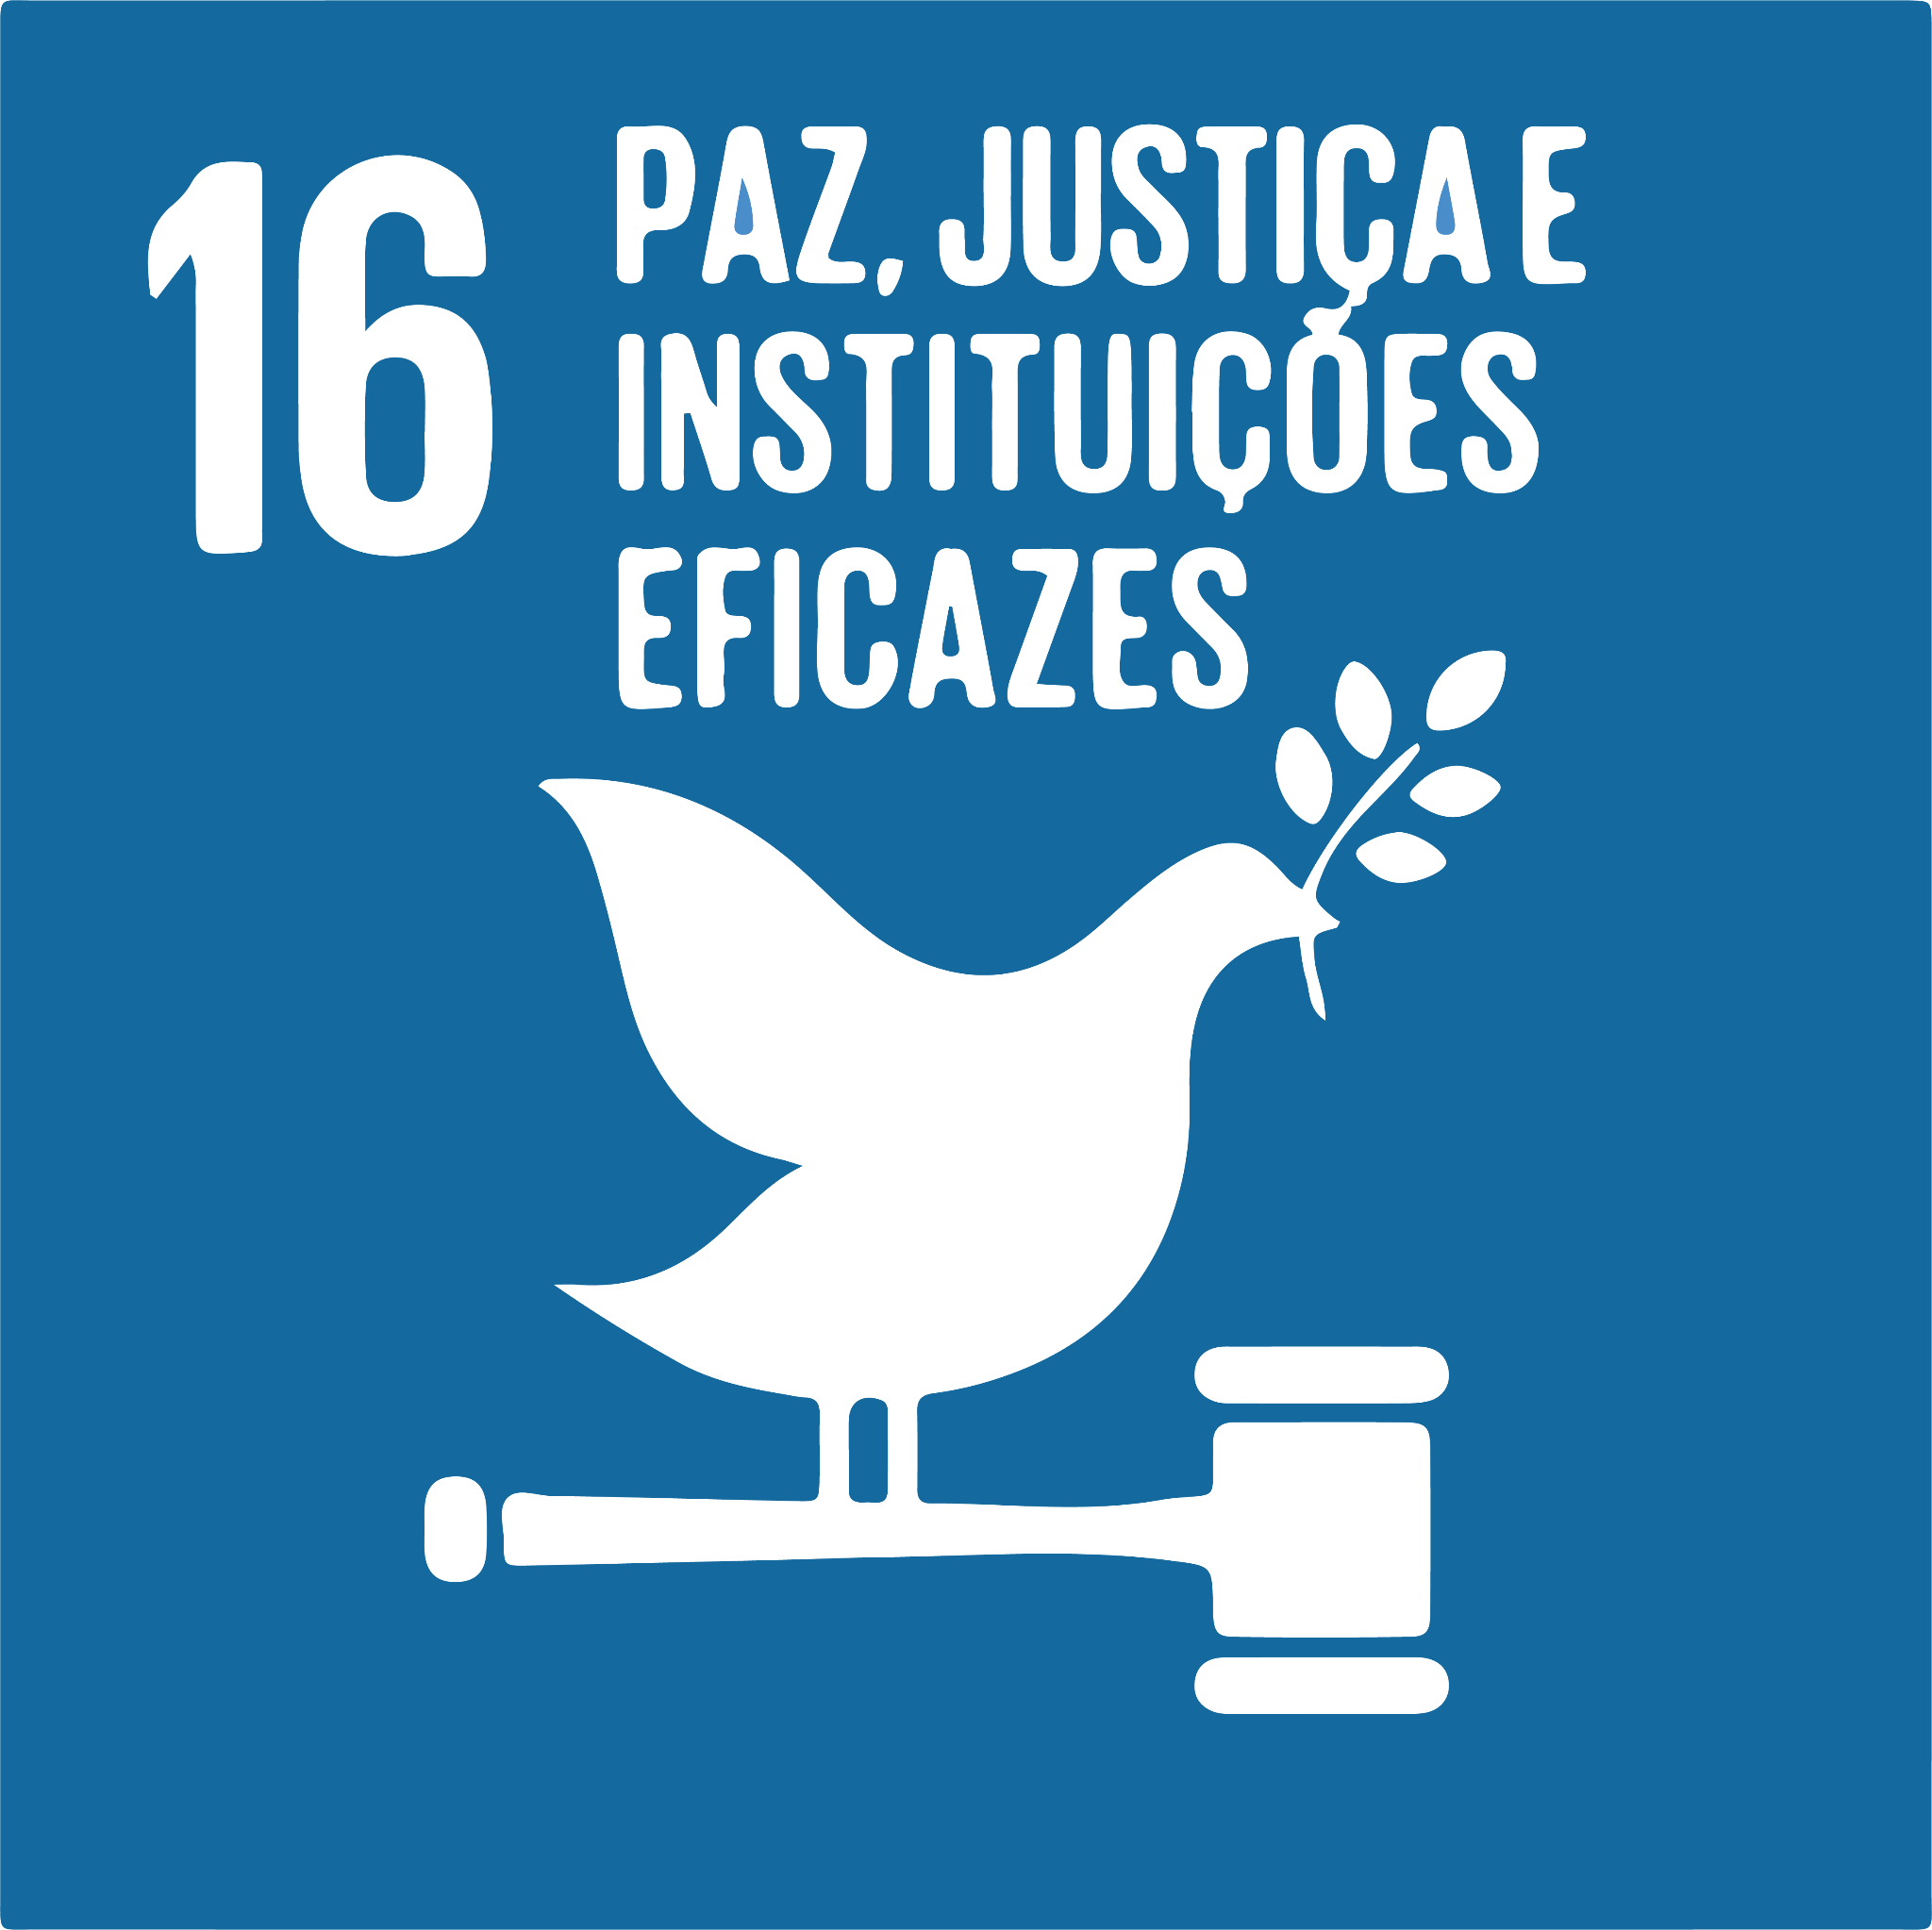 16
PAZ, JUSTIÇA E
INSTITUIÇÕES
EFICAZES